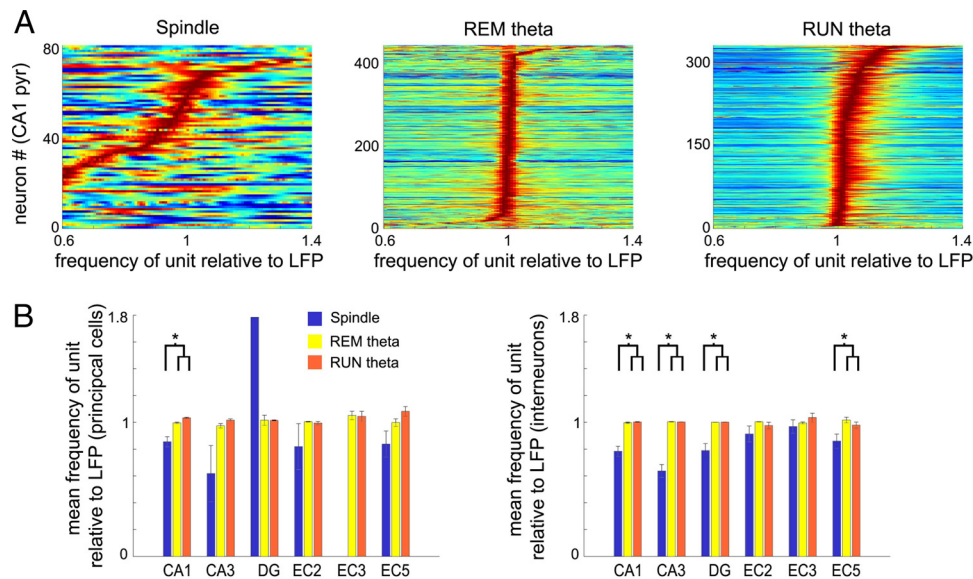 A
Spindle
REM theta
RUN theta
neuron # (CA1 pyr)
80
40
0
0.6
1
1.4
frequency of unit relative to LFP
400
200
0
0.6
1
1.4
frequency of unit relative to LFP
300
150
0
0.6
1
1.4
frequency of unit relative to LFP
B
mean frequency of unit
relative to LFP (principcal cells)
1.8
1
0
*
Spindle
REM theta
RUN theta
CA1
CA3
DG
EC2
EC3
EC5
mean frequency of unit
relative to LFP (interneurons)
1.8
1
0
*
*
*
*
CA1
CA3
DG
EC2
EC3
EC5